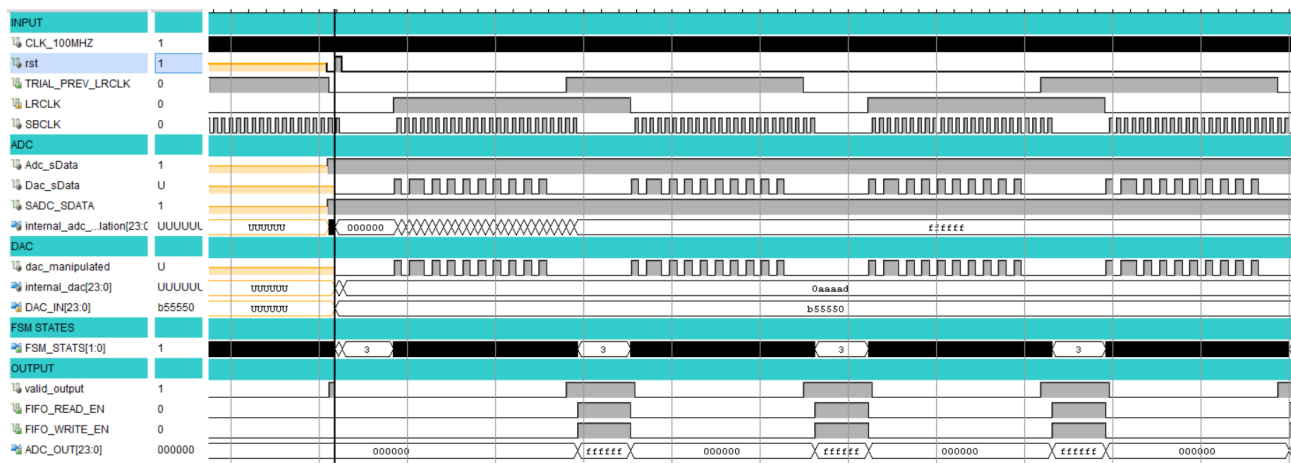 INPUT
CLK_100MHZ 1
rst 1
TRIAL_PREV_LRCLK 0
LRCLK 0
SBCLK 0
ADC
Adc_sData 1
Dac_sData U
SADC_SDATA 1
internal_adc_...lation[23:0 UUUUUU UUUUUU 000000 ffffff
DAC
dac_manipulated U
internal_dac[23:0] UUUUUU UUUUUU 0aaaad
DAC_IN[23:0] b55550 UUUUUU b55550
FSM STATES
FSM_STATS[1:0] 1 3 3 3 3
OUTPUT
valid_output 1
FIFO_READ_EN 0
FIFO_WRITE_EN 0
ADC_OUT[23:0] 000000 000000 ffffff 000000 ffffff 000000 ffffff 000000